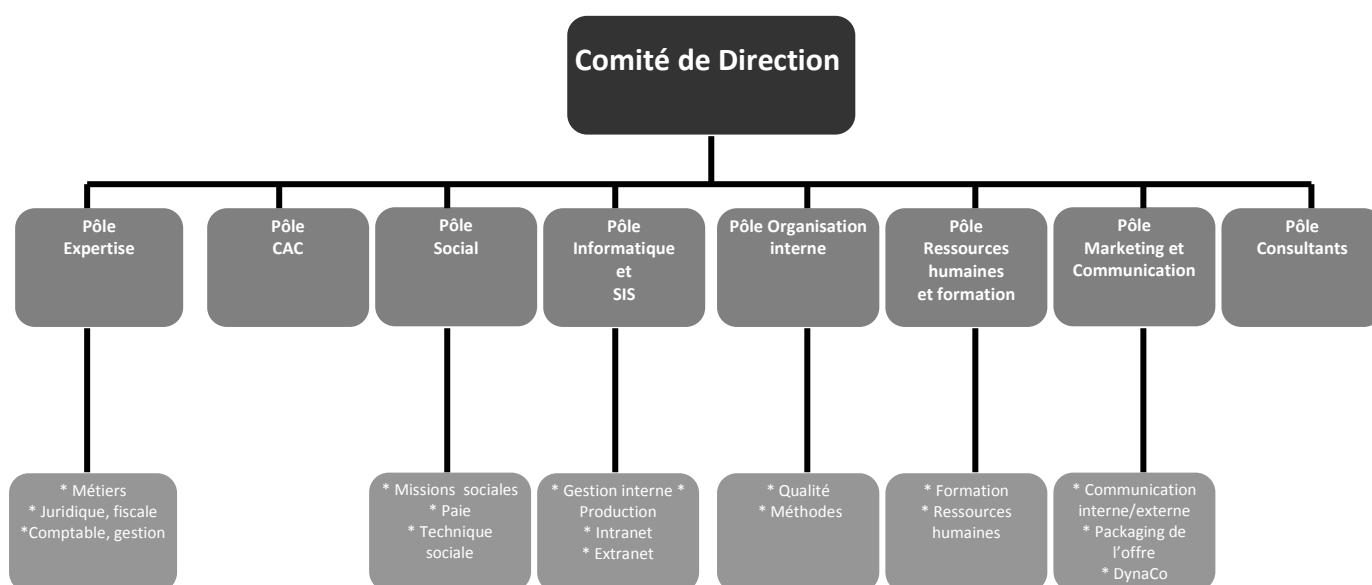 Comité de Direction
Pôle
Expertise
Pôle
CAC
Pôle
Social
Pôle
Informatique
et
SIS
Pôle Organisation
interne
Pôle
Ressources
humaines
et formation
Pôle
Marketing et
Communication
Pôle
Consultants
* Métiers
* Juridique, fiscale
*Comptable, gestion
* Missions sociales
* Paie
* Technique
sociale
* Gestion interne *
Production
* Intranet
* Extranet
* Qualité
* Méthodes
* Formation
* Ressources
humaines
* Communication
interne/externe
* Packaging de
l’offre
* DynaCo